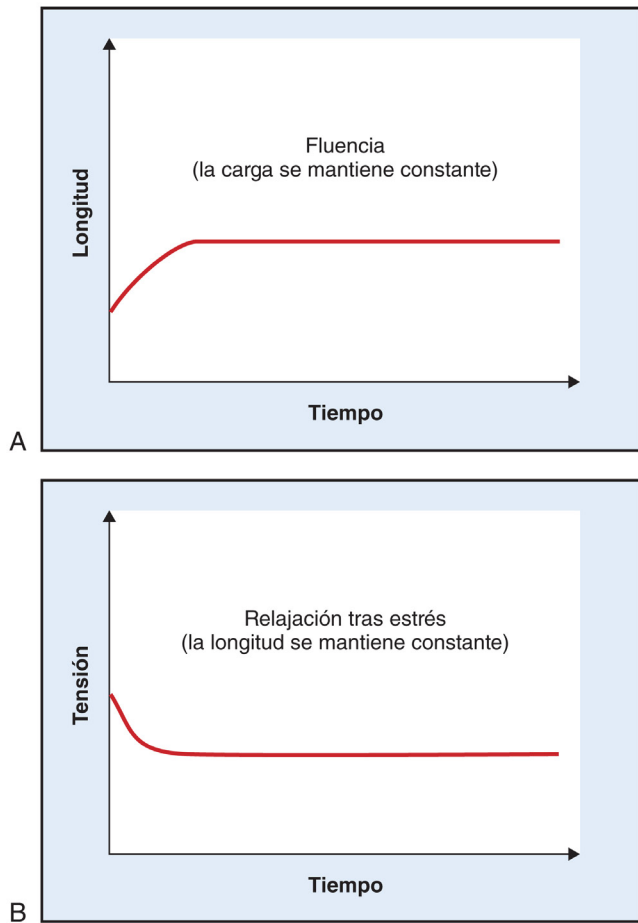 Longitud
Fluencia
(la carga se mantiene constante)
Tiempo
A
Tensión
Relajación tras estrés
(la longitud se mantiene constante)
Tiempo
B